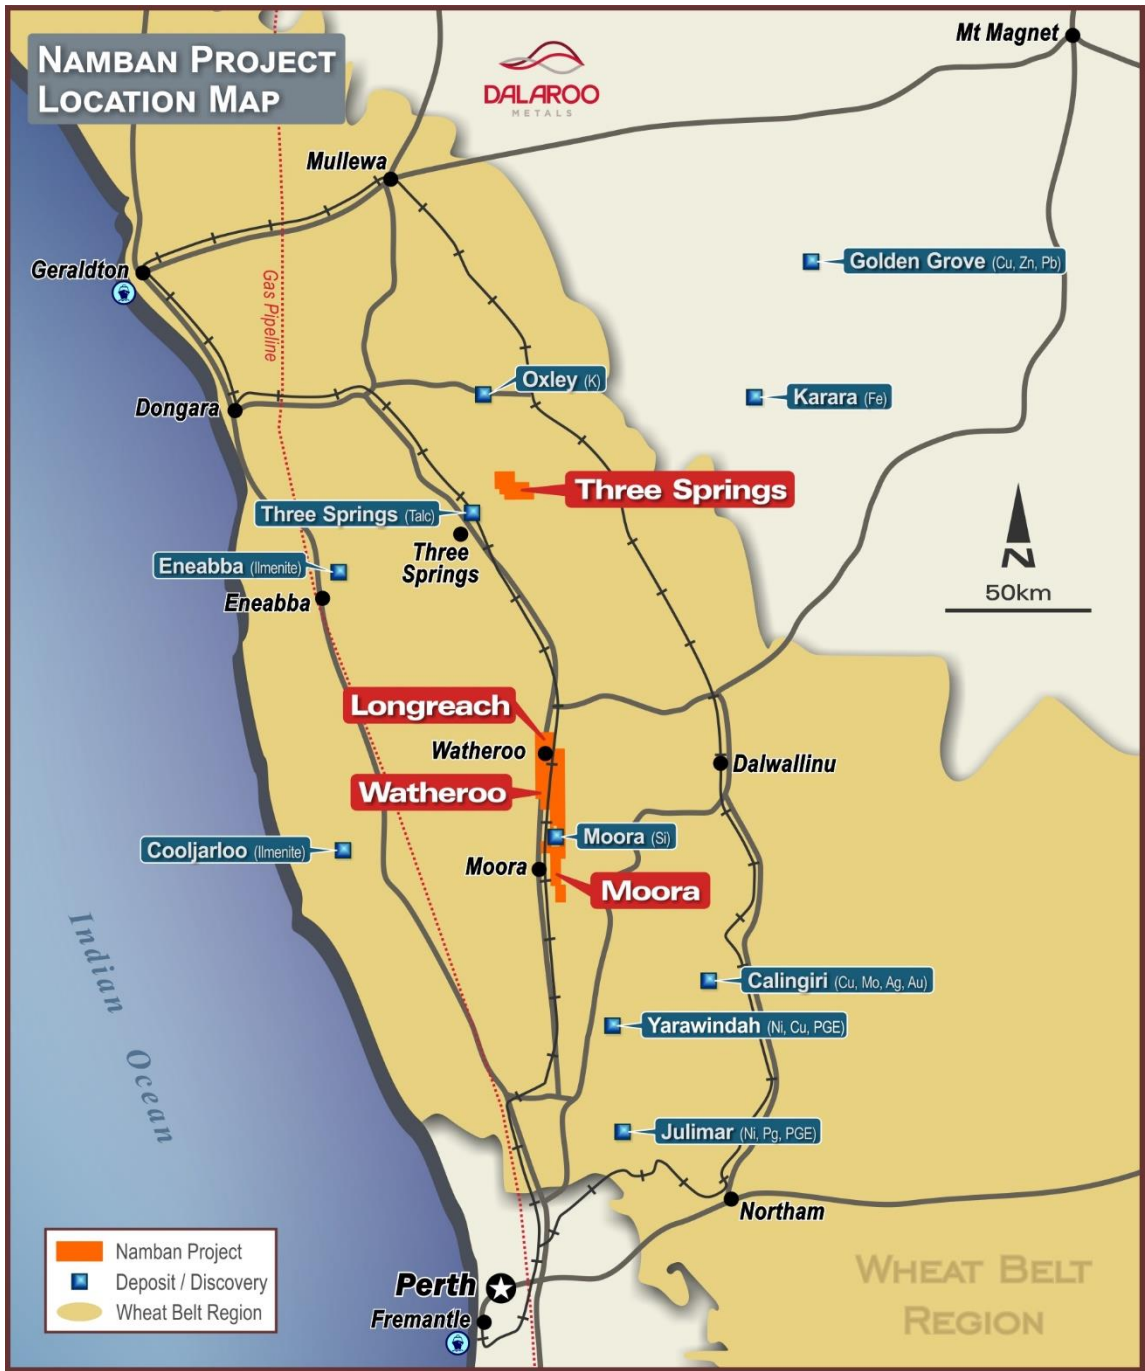 NAMBAN PROJECT
LOCATION MAP
DALAROO
METALS
Mt Magnet
Mullewa
Geraldton
Gas Pipeline
Golden Grove (Cu, Zn, Pb)
Oxley (K)
Karara (Fe)
Dongara
Three Springs
Three Springs (Talc)
Three
Springs
Eneabba (Ilmenite)
Eneabba
N
50km
Longreach
Watheroo
Dalwallinu
Watheroo
Moora (Si)
Cooljarloo (Ilmenite)
Moora
Moora
Indian
Ocean
Calingiri (Cu, Mo, Ag, Au)
Yarawindah (Ni, Cu, PGE)
Julimar (Ni, Pg, PGE)
Northam
Namban Project
Deposit / Discovery
Wheat Belt Region
Perth
Fremantle
WHEAT BELT
REGION